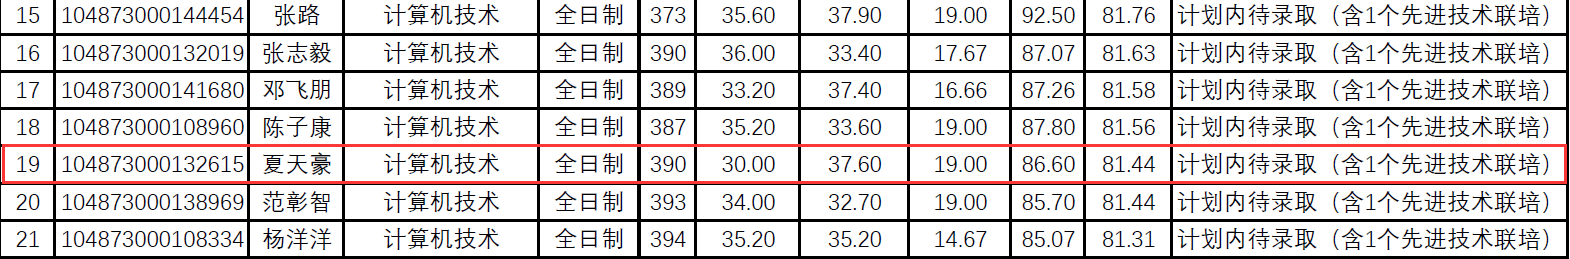 15 104873000144454 张路 计算机技术 全日制 373 35.60 37.90 19.00 92.50 81.76 计划内待录取（含1个先进技术联培）
16 104873000132019 张志毅 计算机技术 全日制 390 36.00 33.40 17.67 87.07 81.63 计划内待录取（含1个先进技术联培）
17 104873000141680 邓飞朋 计算机技术 全日制 389 33.20 37.40 16.66 87.26 81.58 计划内待录取（含1个先进技术联培）
18 104873000108960 陈子康 计算机技术 全日制 387 35.20 33.60 19.00 87.80 81.56 计划内待录取（含1个先进技术联培）
19 104873000132615 夏天豪 计算机技术 全日制 390 30.00 37.60 19.00 86.60 81.44 计划内待录取（含1个先进技术联培）
20 104873000138969 范彰智 计算机技术 全日制 393 34.00 32.70 19.00 85.70 81.44 计划内待录取（含1个先进技术联培）
21 104873000108334 杨洋洋 计算机技术 全日制 394 35.20 35.20 14.67 85.07 81.31 计划内待录取（含1个先进技术联培）